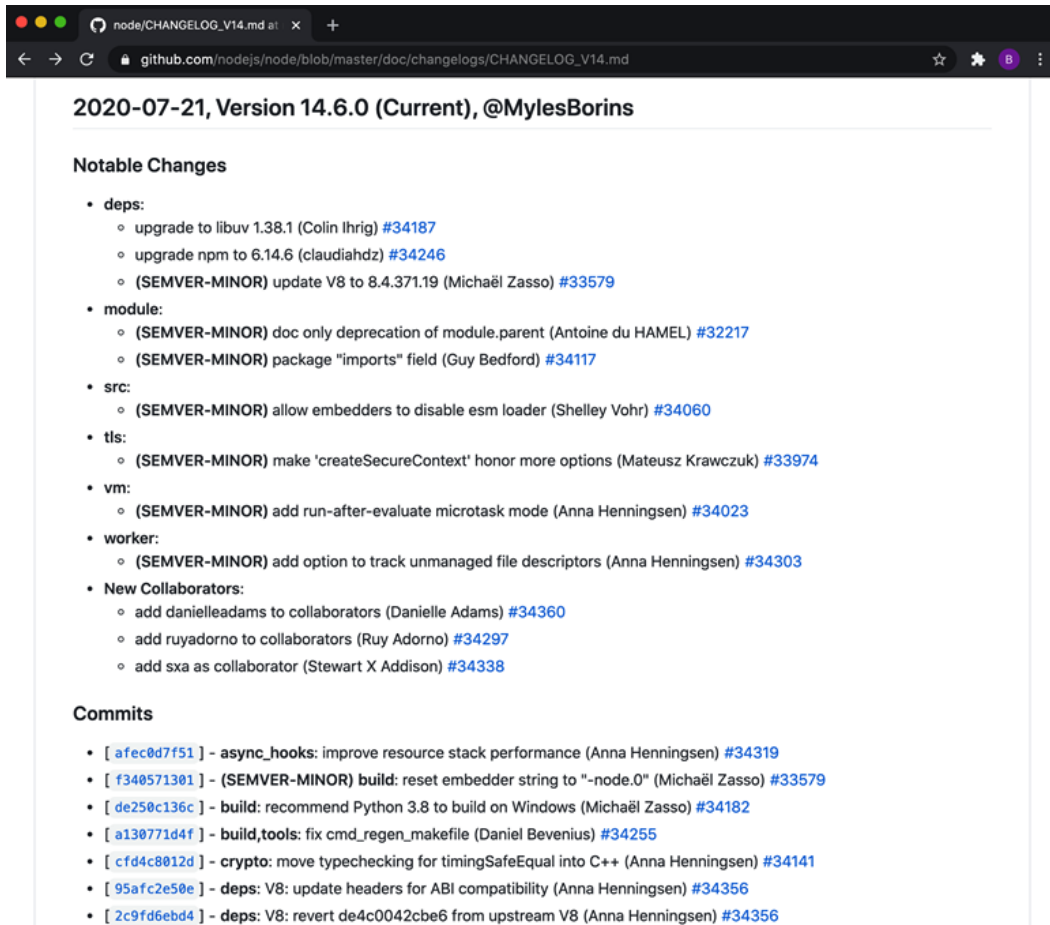 node/CHANGELOG_V14.md at
github.com/nodejs/node/blob/master/doc/changelogs/CHANGELOG_V14.md
B
2020-07-21, Version 14.6.0 (Current), @MylesBorins
Notable Changes
• deps:
◦ upgrade to libuv 1.38.1 (Colin Ihrig) #34187
◦ upgrade npm to 6.14.6 (claudiahdz) #34246
◦ (SEMVER-MINOR) update V8 to 8.4.371.19 (Michaël Zasso) #33579
• module:
◦ (SEMVER-MINOR) doc only deprecation of module.parent (Antoine du HAMEL) #32217
◦ (SEMVER-MINOR) package "imports" field (Guy Bedford) #34117
• src:
◦ (SEMVER-MINOR) allow embedders to disable esm loader (Shelley Vohr) #34060
• tls:
◦ (SEMVER-MINOR) make 'createSecureContext' honor more options (Mateusz Krawczuk) #33974
• vm:
◦ (SEMVER-MINOR) add run-after-evaluate microtask mode (Anna Henningsen) #34023
• worker:
◦ (SEMVER-MINOR) add option to track unmanaged file descriptors (Anna Henningsen) #34303
• New Collaborators:
◦ add danielleadams to collaborators (Danielle Adams) #34360
◦ add ruyadorno to collaborators (Ruy Adorno) #34297
◦ add sxa as collaborator (Stewart X Addison) #34338
Commits
• [ afec0d7f51 ] - async_hooks: improve resource stack performance (Anna Henningsen) #34319
• [ f340571301 ] - (SEMVER-MINOR) build: reset embedder string to "-node.0" (Michaël Zasso) #33579
• [ de250c136c ] - build: recommend Python 3.8 to build on Windows (Michaël Zasso) #34182
• [ a130771d4f ] - build,tools: fix cmd_regen_makefile (Daniel Bevenius) #34255
• [ cfd4c8012d ] - crypto: move typechecking for timingSafeEqual into C++ (Anna Henningsen) #34141
• [ 95afc2e50e ] - deps: V8: update headers for ABI compatibility (Anna Henningsen) #34356
• [ 2c9fd6ebd4 ] - deps: V8: revert de4c0042cbe6 from upstream V8 (Anna Henningsen) #34356